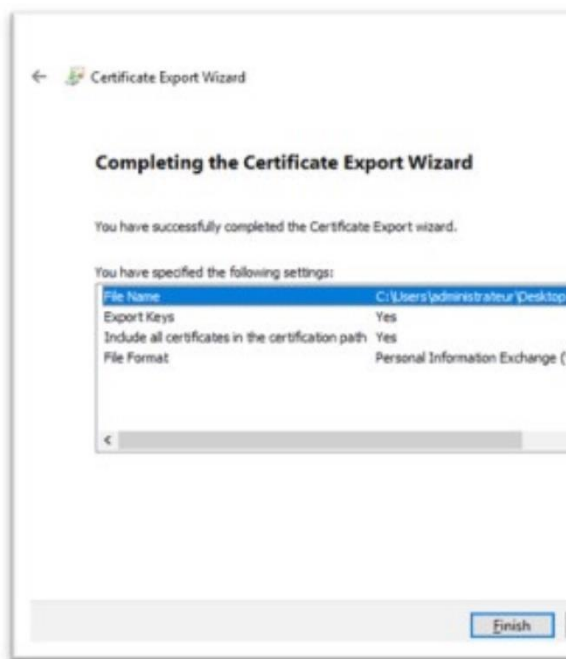 Certificate Export Wizard
Completing the Certificate Export Wizard
You have successfully completed the Certificate Export wizard.
You have specified the following settings:
File Name C:\Users\administrateur\Desktop
Export Keys Yes
Include all certificates in the certification path Yes
File Format Personal Information Exchange (
Finish